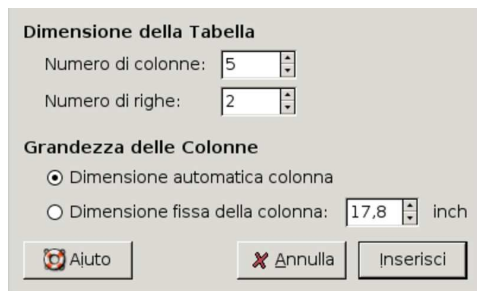 Dimensione della Tabella
Numero di colonne: 5
Numero di righe: 2
Grandezza delle Colonne
Dimensione automatica colonna
Dimensione fissa della colonna: 17,8 inch
Aiuto Annulla Inserisci